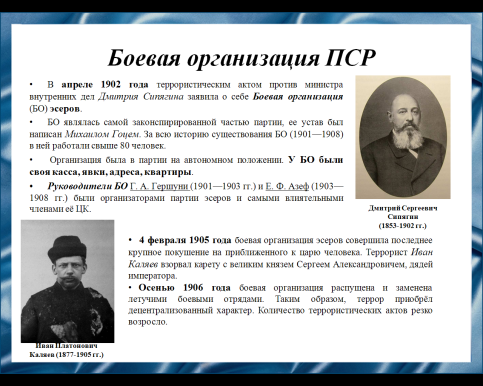 Боевая организация ПСР
• В апреле 1902 года террористическим актом против министра
внутренних дел Дмитрия Сипягина заявила о себе Боевая организация
(БО) эсеров.
• БО являлась самой законспирированной частью партии, ее устав был
написан Михаилом Гоцем. За всю историю существования БО (1901—1908)
в ней работали свыше 80 человек.
• Организация была в партии на автономном положении. У БО были
своя касса, явки, адреса, квартиры.
• Руководители БО Г. А. Гершуни (1901—1903 гг.) и Е. Ф. Азеф (1903—
1908 гг.) были организаторами партии эсеров и самыми влиятельными
членами её ЦК.
Дмитрий Сергеевич
Сипягин
(1853-1902 гг.)
• 4 февраля 1905 года боевая организация эсеров совершила последнее
крупное покушение на приближенного к царю человека. Террорист Иван
Каляев взорвал карету с великим князем Сергеем Александровичем, дядей
императора.
• Осенью 1906 года боевая организация распущена и заменена
летучими боевыми отрядами. Таким образом, террор приобрёл
децентрализованный характер. Количество террористических актов резко
возросло.
Иван Платонович
Каляев (1877-1905 гг.)